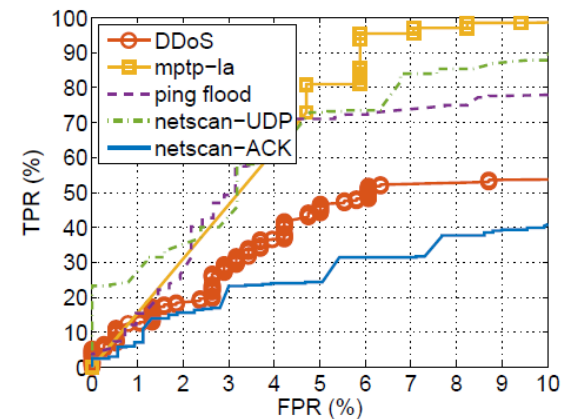 100
90
80
70
60
50
40
30
20
10
0
TPR (%)
DDoS
mptp-la
ping flood
netscan-UDP
netscan-ACK
0 1 2 3 4 5 6 7 8 9 10
FPR (%)